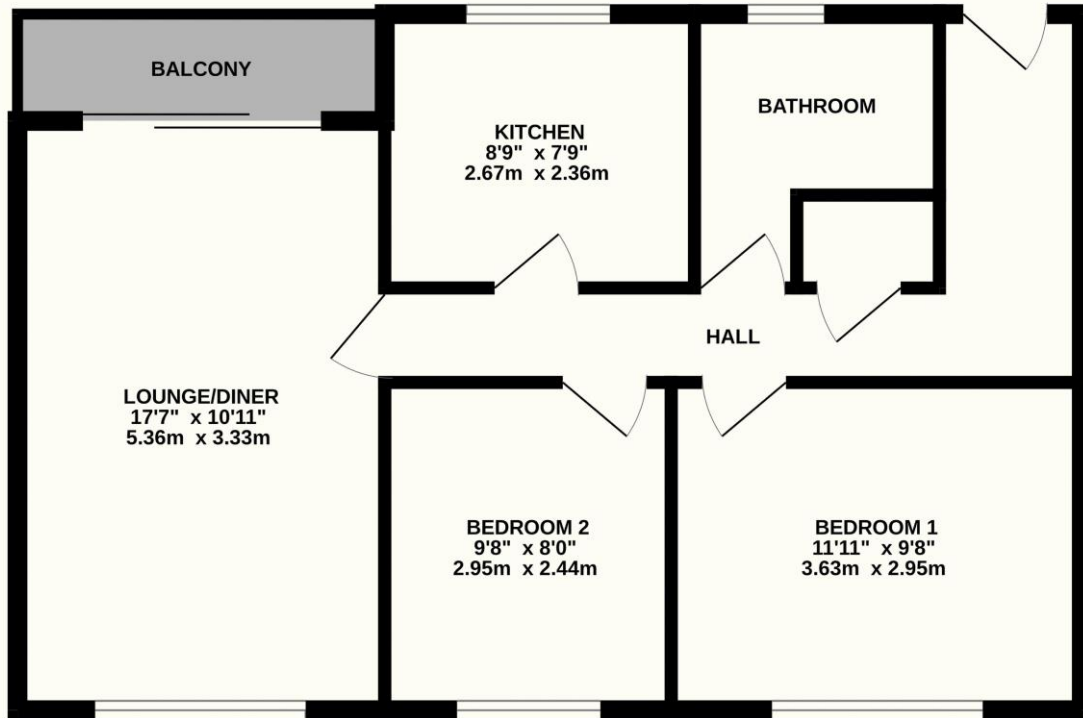 BALCONY
KITCHEN
8'9" x 7'9"
2.67m x 2.36m
BATHROOM
HALL
LOUNGE/DINER
17'7" x 10'11"
5.36m x 3.33m
BEDROOM 2
9'8" x 8'0"
2.95m x 2.44m
BEDROOM 1
11'11" x 9'8"
3.63m x 2.95m